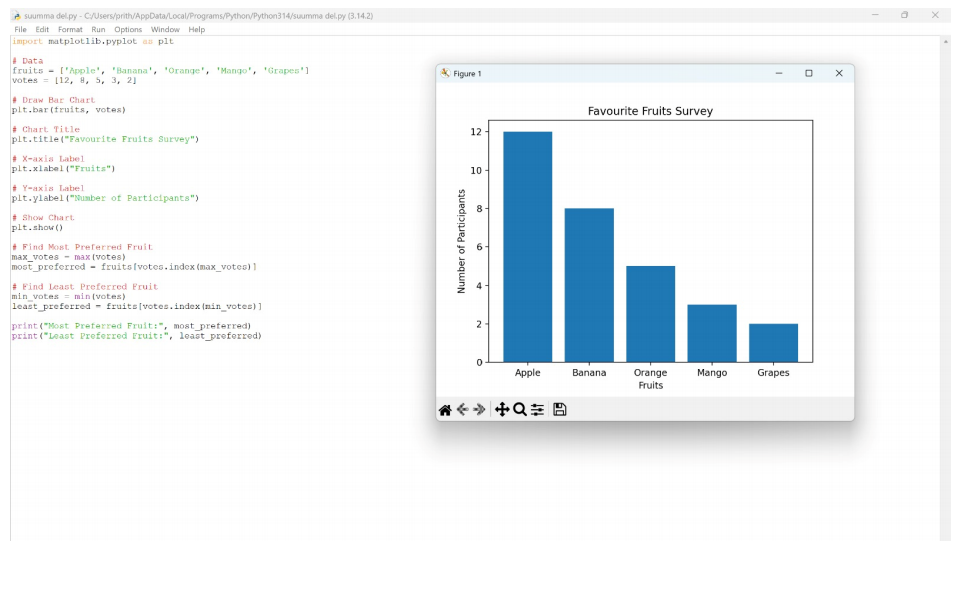 suumma del.py - C:/Users/prith/AppData/Local/Programs/Python/Python314/suumma del.py (3.14.2)
File Edit Format Run Options Window Help
import matplotlib.pyplot as plt
# Data
fruits = ['Apple', 'Banana', 'Orange', 'Mango', 'Grapes']
votes = [12, 8, 5, 3, 2]
# Draw Bar Chart
plt.bar(fruits, votes)
# Chart Title
plt.title("Favourite Fruits Survey")
# X-axis Label
plt.xlabel("Fruits")
# Y-axis Label
plt.ylabel("Number of Participants")
# Show Chart
plt.show()
# Find Most Preferred Fruit
max_votes = max(votes)
most_preferred = fruits[votes.index(max_votes)]
# Find Least Preferred Fruit
min_votes = min(votes)
least_preferred = fruits[votes.index(min_votes)]
print("Most Preferred Fruit:", most_preferred)
print("Least Preferred Fruit:", least_preferred)
Figure 1
Favourite Fruits Survey
Number of Participants
12
10
8
6
4
2
0
Apple Banana Orange Mango Grapes
Fruits